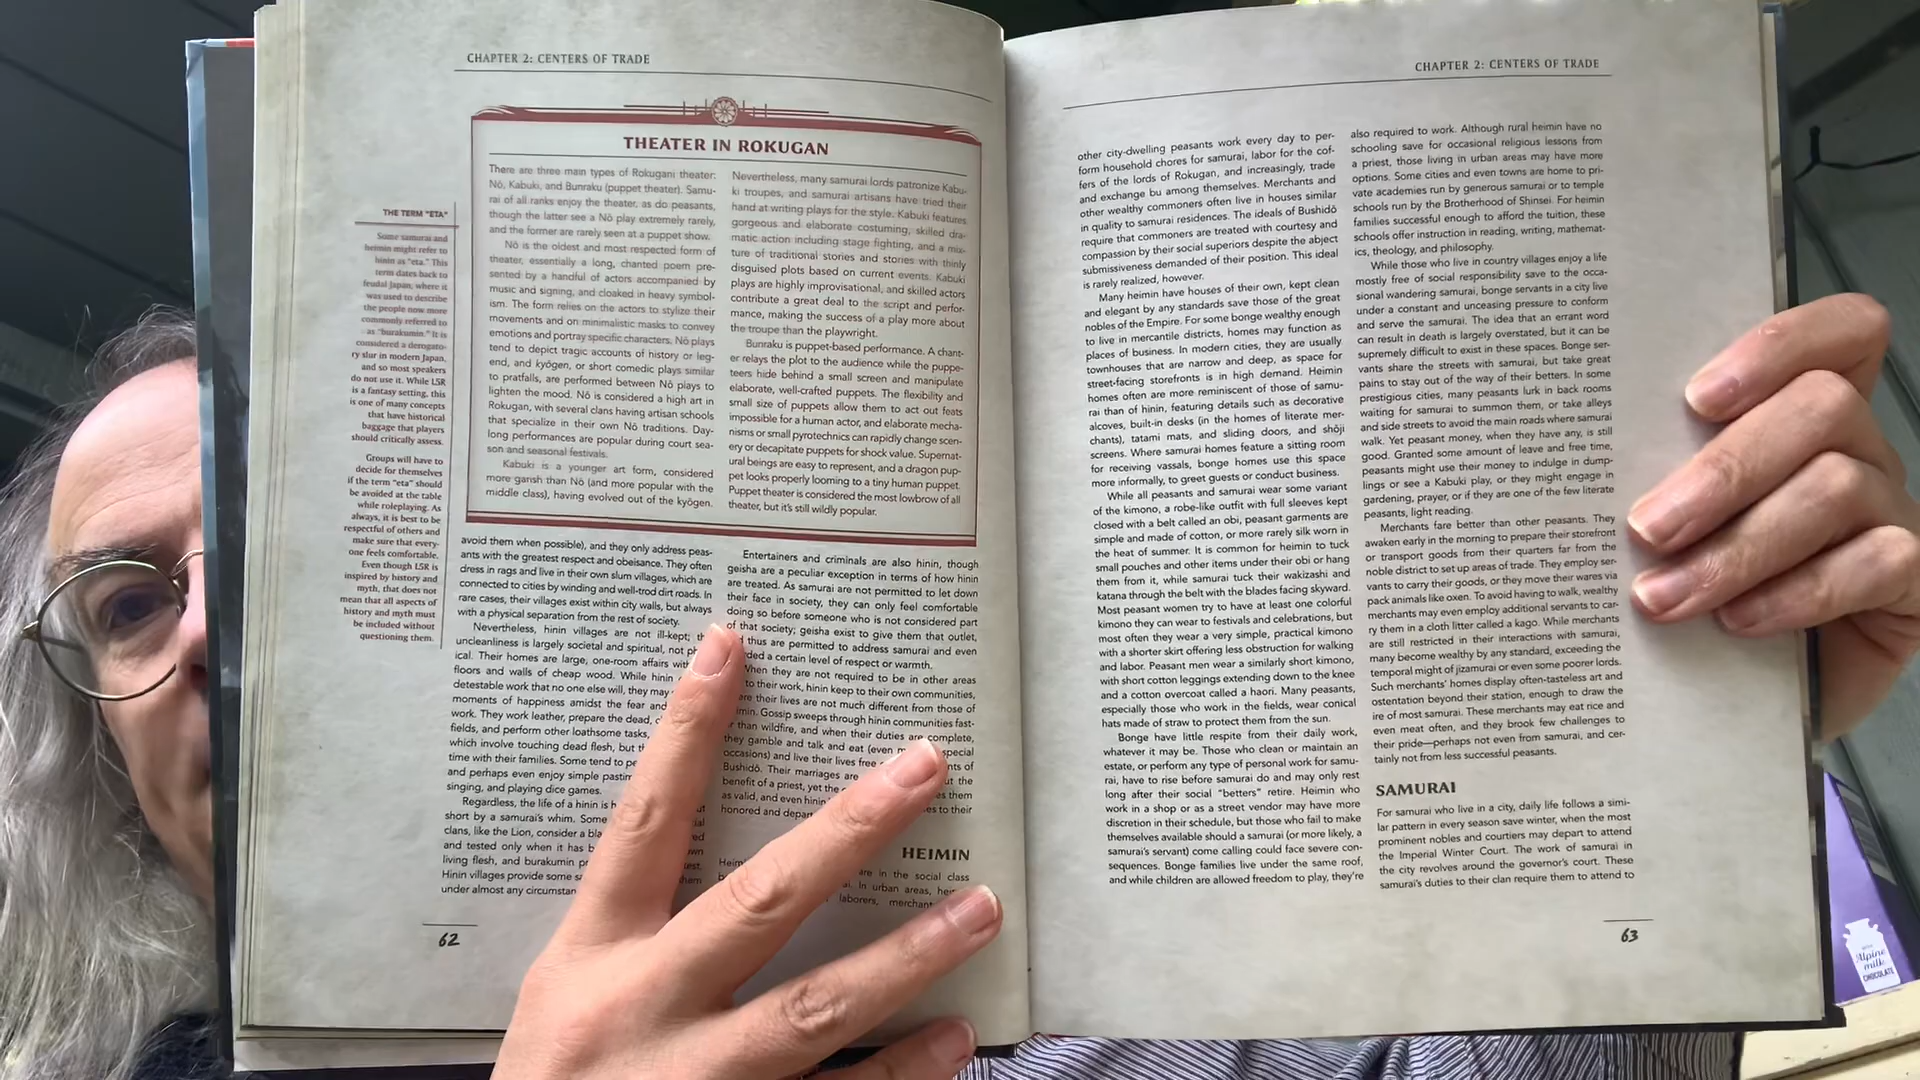 CHAPTER 2: CENTERS OF TRADE
THEATER IN ROKUGAN
There are three main types of Rokugani theater:
Nō, Kabuki, and Bunraku (puppet theater). Samu-
rai of all ranks enjoy the theater, as do peasants,
though the latter see a Nō play extremely rarely,
and the former are rarely seen at a puppet show.
Nō is the oldest and most respected form of
theater, essentially a long, chanted poem pre-
sented by a handful of actors accompanied by
music and signing, and cloaked in heavy symbol-
ism. The form relies on the actors to stylize their
movements and on minimalistic masks to convey
emotions and portray specific characters. Nō plays
tend to depict tragic accounts of history or leg-
end, and kyōgen, or short comedic plays similar
to pratfalls, are performed between Nō plays to
lighten the mood. Nō is considered a high art in
Rokugan, with several clans having artisan schools
that specialize in their own Nō traditions. Day-
long performances are popular during court sea-
son and seasonal festivals.
Kabuki is a younger art form, considered
more garish than Nō (and more popular with the
middle class), having evolved out of the kyōgen.
Nevertheless, many samurai lords patronize Kabu-
ki troupes, and samurai artisans have tried their
hand at writing plays for the style. Kabuki features
gorgeous and elaborate costuming, skilled dra-
matic action including stage fighting, and a mix-
ture of traditional stories and stories with thinly
disguised plots based on current events. Kabuki
plays are highly improvisational, and skilled actors
contribute a great deal to the script and perfor-
mance, making the success of a play more about
the troupe than the playwright.
Bunraku is puppet-based performance. A chant-
er relays the plot to the audience while the puppe-
teers hide behind a small screen and manipulate
elaborate, well-crafted puppets. The flexibility and
small size of puppets allow them to act out feats
impossible for a human actor, and elaborate mecha-
nisms or small pyrotechnics can rapidly change scen-
ery or decapitate puppets for shock value. Supernat-
ural beings are easy to represent, and a dragon pup-
pet looks properly looming to a tiny human puppet.
Puppet theater is considered the most lowbrow of all
theater, but it's still wildly popular.
THE TERM "ETA"
Some samurai and
heimin might refer to
hinin as "eta." This
term dates back to
feudal Japan, where it
was used to describe
the people now more
commonly referred to
as "burakumin." It is
considered a derogato-
ry slur in modern Japan,
and so most speakers
do not use it. While L5R
is a fantasy setting, this
is one of many concepts
that have historical
baggage that players
should critically assess.
Groups will have to
decide for themselves
if the term "eta" should
be avoided at the table
while roleplaying. As
always, it is best to be
respectful of others and
make sure that every-
one feels comfortable.
Even though L5R is
inspired by history and
myth, that does not
mean that all aspects of
history and myth must
be included without
questioning them.
avoid them when possible), and they only address peas-
ants with the greatest respect and obeisance. They often
dress in rags and live in their own slum villages, which are
connected to cities by winding and well-trod dirt roads. In
rare cases, their villages exist within city walls, but always
with a physical separation from the rest of society.
Nevertheless, hinin villages are not ill-kept;
uncleanliness is largely societal and spiritual, not
ical. Their homes are large, one-room affairs with
floors and walls of cheap wood. While hinin
detestable work that no one else will, they may
moments of happiness amidst the fear and
work. They work leather, prepare the dead,
fields, and perform other loathsome tasks,
which involve touching dead flesh, but
time with their families. Some tend to
and perhaps even enjoy simple
singing, and playing dice games.
Regardless, the life of a hinin is
short by a samurai's whim. Some
clans, like the Lion, consider a
and tested only when it has
living flesh, and burakumin
Hinin villages provide some
under almost any
Entertainers and criminals are also hinin, though
geisha are a peculiar exception in terms of how hinin
are treated. As samurai are not permitted to let down
their face in society, they can only feel comfortable
doing so before someone who is not considered part
of that society; geisha exist to give them that outlet,
thus are permitted to address samurai and even
a certain level of respect or warmth.
When they are not required to be in other areas
to their work, hinin keep to their own communities,
their lives are not much different from those of
Gossip sweeps through hinin communities fast-
than wildfire, and when their duties are complete,
they gamble and talk and eat (even special
occasions) and live their lives free of
Bushidō. Their marriages are the
benefit of a priest, yet the them
as valid, and even to their
honored and
HEIMIN
are in the social class
In urban areas,
laborers,
62
CHAPTER 2: CENTERS OF TRADE
other city-dwelling peasants work every day to per-
form household chores for samurai, labor for the cof-
fers of the lords of Rokugan, and increasingly, trade
and exchange bu among themselves. Merchants and
other wealthy commoners often live in houses similar
in quality to samurai residences. The ideals of Bushidō
require that commoners are treated with courtesy and
compassion by their social superiors despite the abject
submissiveness demanded of their position. This ideal
is rarely realized, however.
Many heimin have houses of their own, kept clean
and elegant by any standards save those of the great
nobles of the Empire. For some bonge wealthy enough
to live in mercantile districts, homes may function as
places of business. In modern cities, they are usually
townhouses that are narrow and deep, as space for
street-facing storefronts is in high demand. Heimin
homes often are more reminiscent of those of samu-
rai than of hinin, featuring details such as decorative
alcoves, built-in desks (in the homes of literate mer-
chants), tatami mats, and sliding doors, and shōji
screens. Where samurai homes feature a sitting room
for receiving vassals, bonge homes use this space
more informally, to greet guests or conduct business.
While all peasants and samurai wear some variant
of the kimono, a robe-like outfit with full sleeves kept
closed with a belt called an obi, peasant garments are
simple and made of cotton, or more rarely silk worn in
the heat of summer. It is common for heimin to tuck
small pouches and other items under their obi or hang
them from it, while samurai tuck their wakizashi and
katana through the belt with the blades facing skyward.
Most peasant women try to have at least one colorful
kimono they can wear to festivals and celebrations, but
most often they wear a very simple, practical kimono
with a shorter skirt offering less obstruction for walking
and labor. Peasant men wear a similarly short kimono,
with short cotton leggings extending down to the knee
and a cotton overcoat called a haori. Many peasants,
especially those who work in the fields, wear conical
hats made of straw to protect them from the sun.
Bonge have little respite from their daily work,
whatever it may be. Those who clean or maintain an
estate, or perform any type of personal work for samu-
rai, have to rise before samurai do and may only rest
long after their social "betters" retire. Heimin who
work in a shop or as a street vendor may have more
discretion in their schedule, but those who fail to make
themselves available should a samurai (or more likely, a
samurai's servant) come calling could face severe con-
sequences. Bonge families live under the same roof,
and while children are allowed freedom to play, they're
also required to work. Although rural heimin have no
schooling save for occasional religious lessons from
a priest, those living in urban areas may have more
options. Some cities and even towns are home to pri-
vate academies run by generous samurai or to temple
schools run by the Brotherhood of Shinsei. For heimin
families successful enough to afford the tuition, these
schools offer instruction in reading, writing, mathemat-
ics, theology, and philosophy.
While those who live in country villages enjoy a life
mostly free of social responsibility save to the occa-
sional wandering samurai, bonge servants in a city live
under a constant and unceasing pressure to conform
and serve the samurai. The idea that an errant word
can result in death is largely overstated, but it can be
supremely difficult to exist in these spaces. Bonge ser-
vants share the streets with samurai, but take great
pains to stay out of the way of their betters. In some
prestigious cities, many peasants lurk in back rooms
waiting for samurai to summon them, or take alleys
and side streets to avoid the main roads where samurai
walk. Yet peasant money, when they have any, is still
good. Granted some amount of leave and free time,
peasants might use their money to indulge in dump-
lings or see a Kabuki play, or they might engage in
gardening, prayer, or if they are one of the few literate
peasants, light reading.
Merchants fare better than other peasants. They
awaken early in the morning to prepare their storefront
or transport goods from their quarters far from the
noble district to set up areas of trade. They employ ser-
vants to carry their goods, or they move their wares via
pack animals like oxen. To avoid having to walk, wealthy
merchants may even employ additional servants to car-
ry them in a cloth litter called a kago. While merchants
are still restricted in their interactions with samurai,
many become wealthy by any standard, exceeding the
temporal might of jizamurai or even some poorer lords.
Such merchants' homes display often-tasteless art and
ostentation beyond their station, enough to draw the
ire of most samurai. These merchants may eat rice and
even meat often, and they brook few challenges to
their pride—perhaps not even from samurai, and cer-
tainly not from less successful peasants.
SAMURAI
For samurai who live in a city, daily life follows a simi-
lar pattern in every season save winter, when the most
prominent nobles and courtiers may depart to attend
the Imperial Winter Court. The work of samurai in
the city revolves around the governor's court. These
samurai's duties to their clan require them to attend to
63
Alpine
milk
CHOCOLATE